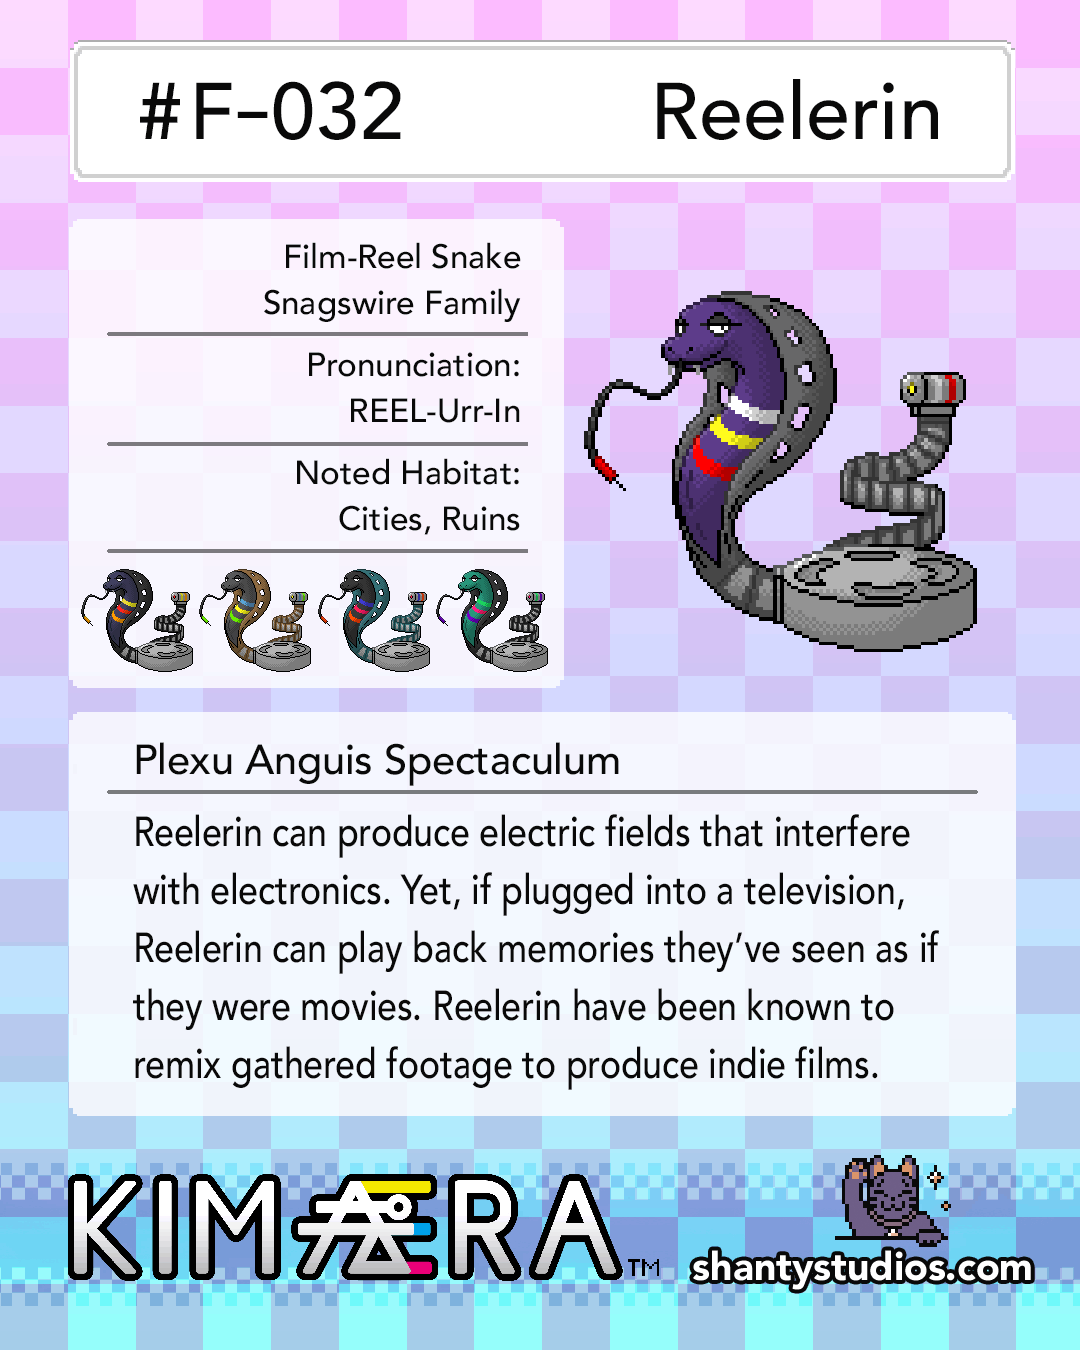 #F-032 Reelerin
Film-Reel Snake
Snagswire Family
Pronunciation:
REEL-Urr-In
Noted Habitat:
Cities, Ruins
Plexu Anguis Spectaculum
Reelerin can produce electric fields that interfere
with electronics. Yet, if plugged into a television,
Reelerin can play back memories they’ve seen as if
they were movies. Reelerin have been known to
remix gathered footage to produce indie films.
KIMÆRA™
shantystudios.com